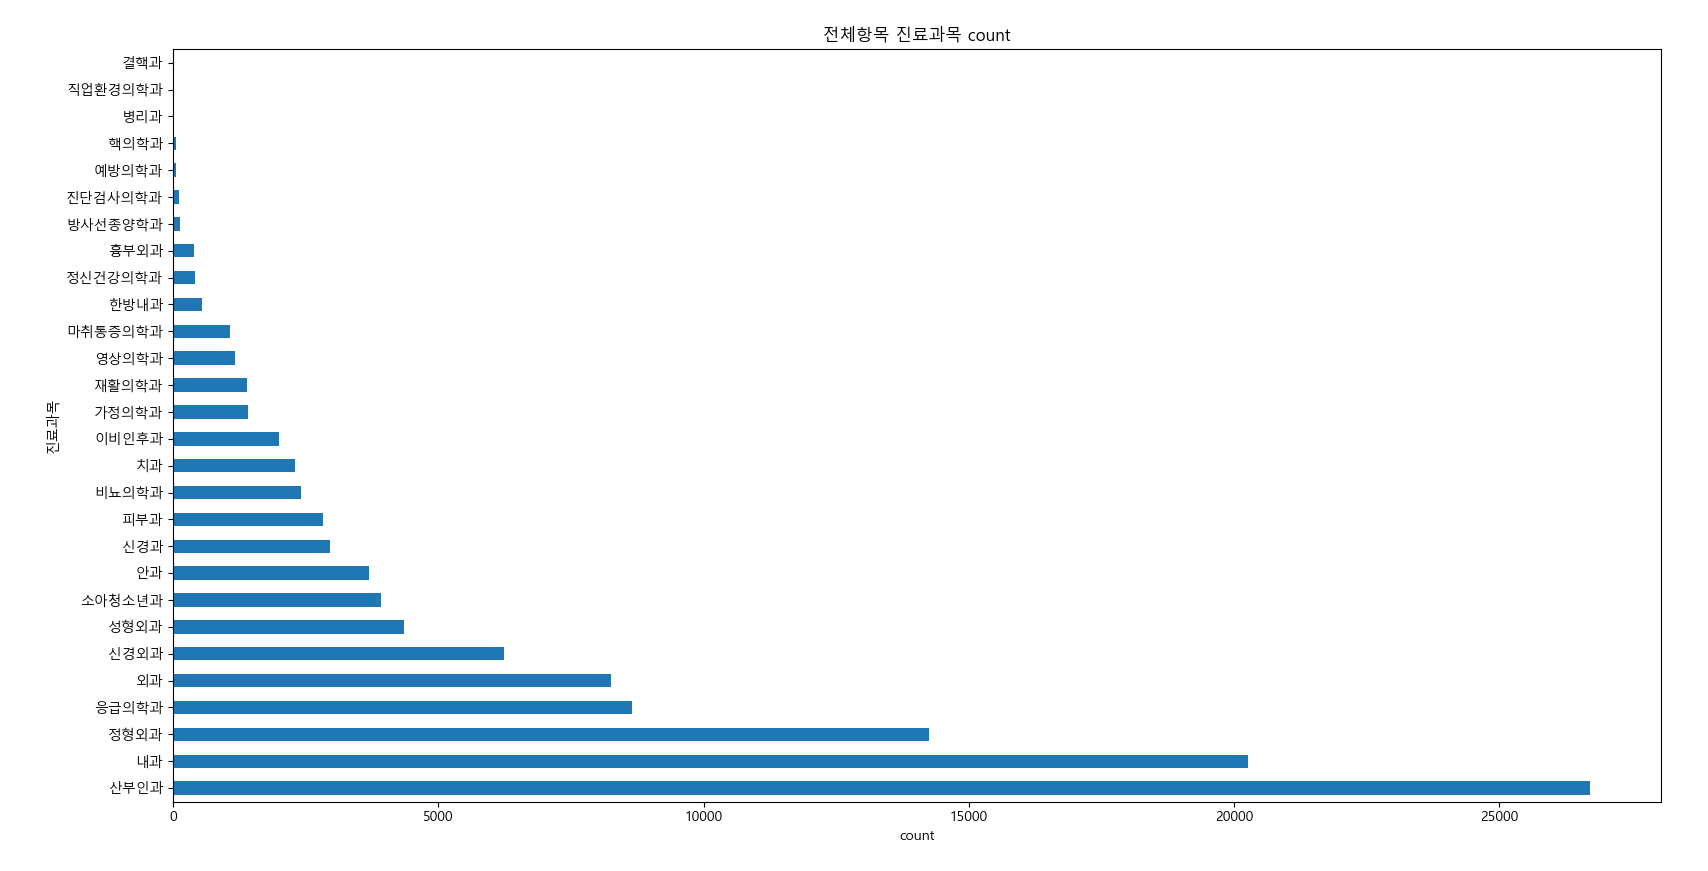 전체항목 진료과목 count
결핵과
직업환경의학과
병리과
핵의학과
예방의학과
진단검사의학과
방사선종양학과
흉부외과
정신건강의학과
한방내과
마취통증의학과
영상의학과
재활의학과
가정의학과
이비인후과
치과
비뇨의학과
피부과
신경과
안과
소아청소년과
성형외과
신경외과
외과
응급의학과
정형외과
내과
산부인과
진료과목
0 5000 10000 15000 20000 25000
count